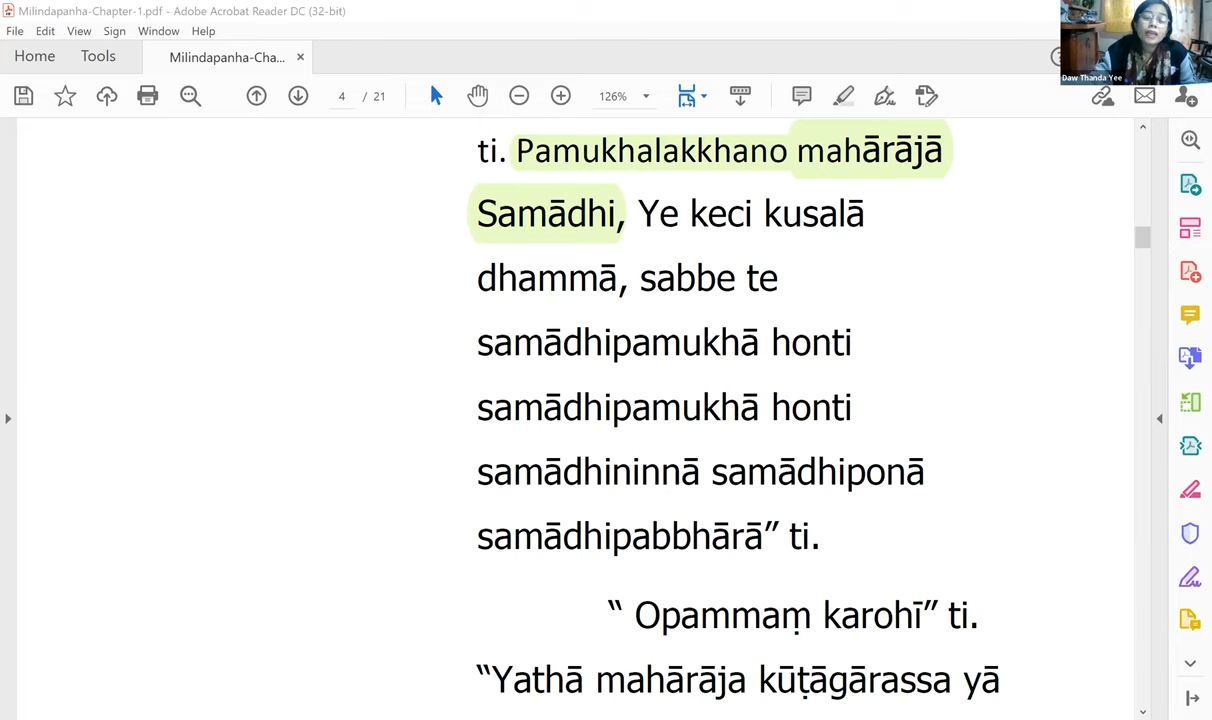 Milindapanha-Chapter-1.pdf - Adobe Acrobat Reader DC (32-bit)
File Edit View Sign Window Help
Home Tools Milindapanha-Cha... ×
4 / 21 126%
Daw Thanda Yee
ti. Pamukhalakkhano mahārājā
Samādhi, Ye keci kusalā
dhammā, sabbe te
samādhipamukhā honti
samādhipamukhā honti
samādhininnā samādhiponā
samādhipabbhārā” ti.
“ Opammaṃ karohī” ti.
“Yathā mahārāja kūṭāgārassa yā